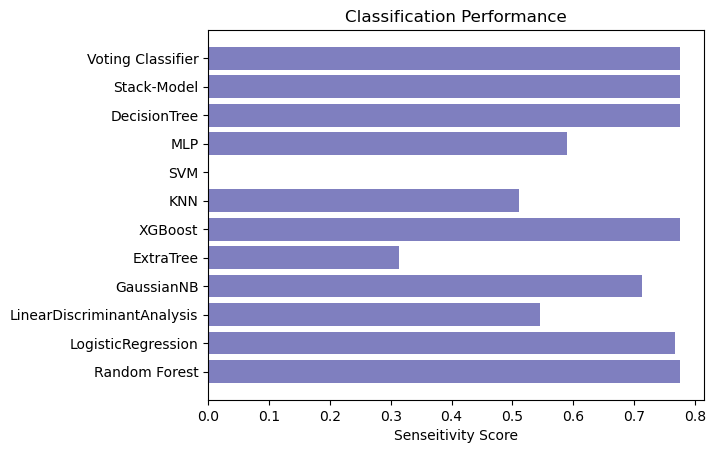 Classification Performance
Voting Classifier
Stack-Model
DecisionTree
MLP
SVM
KNN
XGBoost
ExtraTree
GaussianNB
LinearDiscriminantAnalysis
LogisticRegression
Random Forest
0.0 0.1 0.2 0.3 0.4 0.5 0.6 0.7 0.8
Senseitivity Score